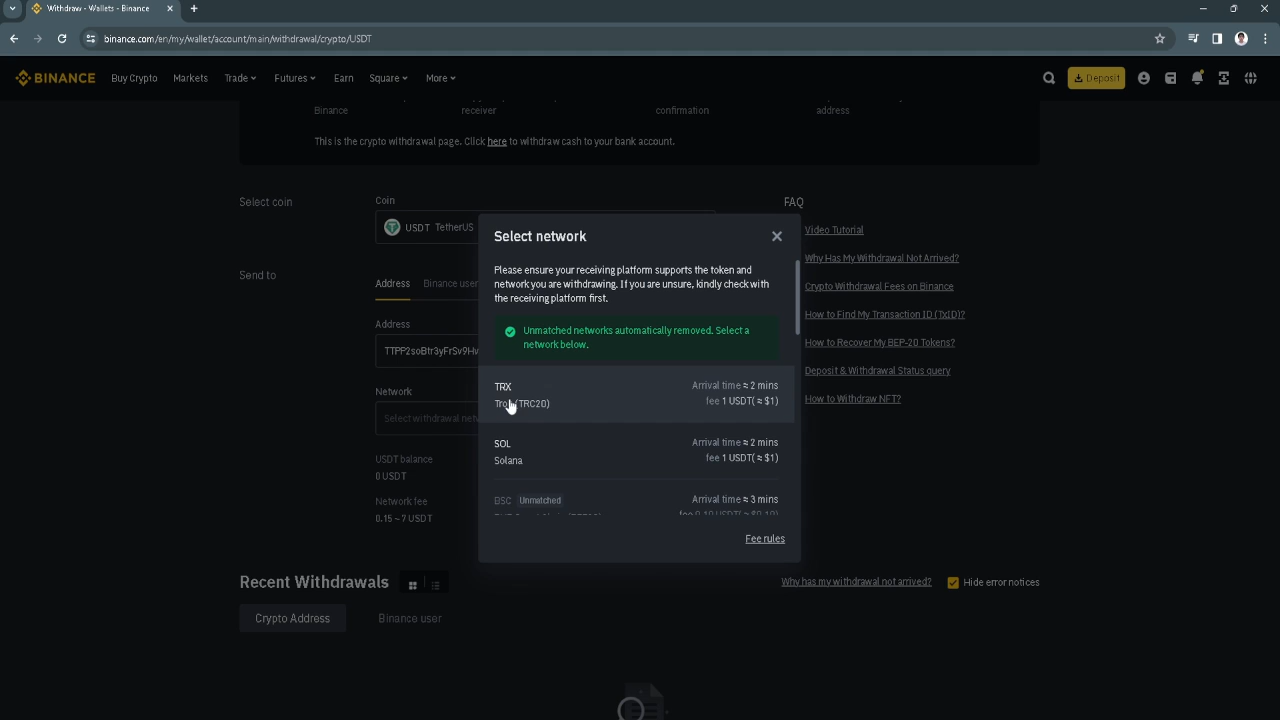 Withdraw - Wallets - Binance
binance.com/en/my/wallet/account/main/withdrawal/crypto/USDT
BINANCE Buy Crypto Markets Trade Futures Earn Square More Deposit
Binance receiver confirmation address
This is the crypto withdrawal page. Click here to withdraw cash to your bank account.
Select coin
Coin
USDT TetherUS
Send to
Address Binance user
Address
Network
Select withdrawal
USDT balance
0 USDT
Network fee
0.15 ~ 7 USDT
Select network
Please ensure your receiving platform supports the token and
network you are withdrawing. If you are unsure, kindly check with
the receiving platform first.
Unmatched networks automatically removed. Select a
network below.
TRX Arrival time ≈ 2 mins
(TRC20) fee 1 USDT( ≈ $1)
SOL Arrival time ≈ 2 mins
Solana fee 1 USDT( ≈ $1)
BSC Unmatched Arrival time ≈ 3 mins
Fee rules
FAQ
Video Tutorial
Why Has My Withdrawal Not Arrived?
Crypto Withdrawal Fees on Binance
How to Find My Transaction ID (TxID)?
How to Recover My BEP-20 Tokens?
Deposit & Withdrawal Status query
How to Withdraw NFT?
Recent Withdrawals
Why has my withdrawal not arrived? Hide error notices
Crypto Address Binance user